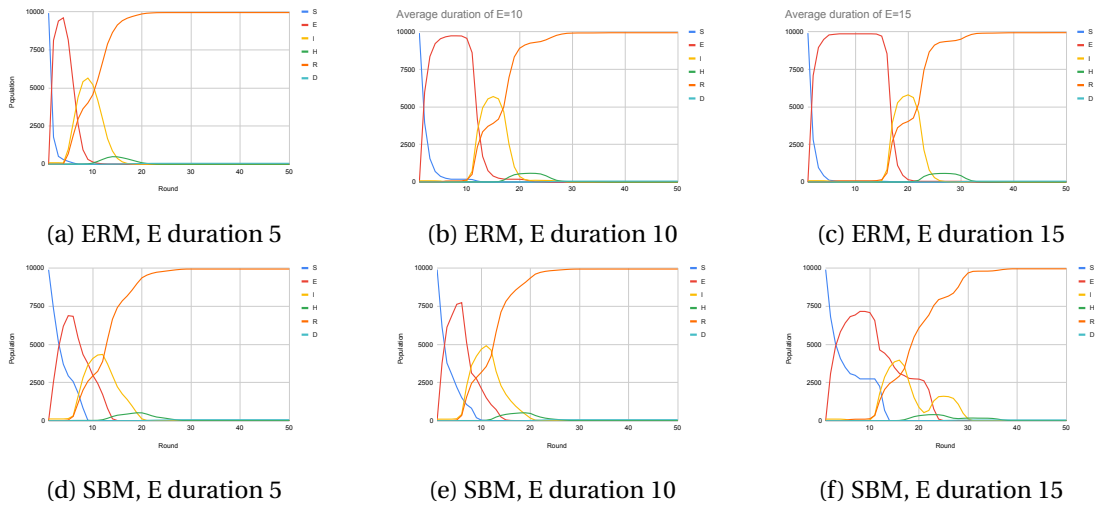 10000
7500
5000
2500
0
Population
10
20
30
40
50
Round
S
E
I
H
R
D
(a) ERM, E duration 5
Average duration of E=10
10000
7500
5000
2500
0
Population
10
20
30
40
50
Round
S
E
I
H
R
D
(b) ERM, E duration 10
Average duration of E=15
10000
7500
5000
2500
0
Population
10
20
30
40
50
Round
S
E
I
H
R
D
(c) ERM, E duration 15
10000
7500
5000
2500
0
Population
10
20
30
40
50
Round
S
E
I
H
R
D
(d) SBM, E duration 5
10000
7500
5000
2500
0
Population
10
20
30
40
50
Round
S
E
I
H
R
D
(e) SBM, E duration 10
10000
7500
5000
2500
0
Population
10
20
30
40
50
Round
S
E
I
H
R
D
(f) SBM, E duration 15